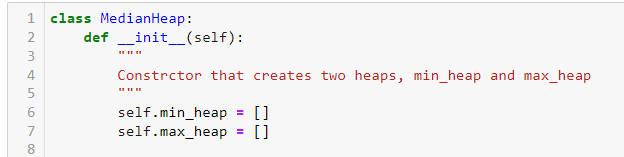 1 class MedianHeap:
2     def __init__(self):
3         """
4         Constrctor that creates two heaps, min_heap and max_heap
5         """
6         self.min_heap = []
7         self.max_heap = []
8